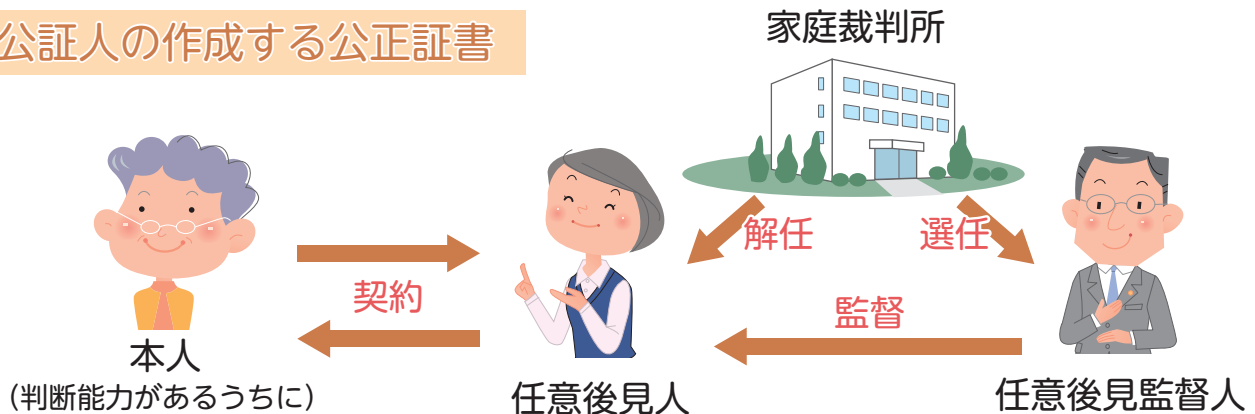 公証人の作成する公正証書
家庭裁判所
解任
選任
契約
監督
本人
（判断能力があるうちに）
任意後見人
任意後見監督人